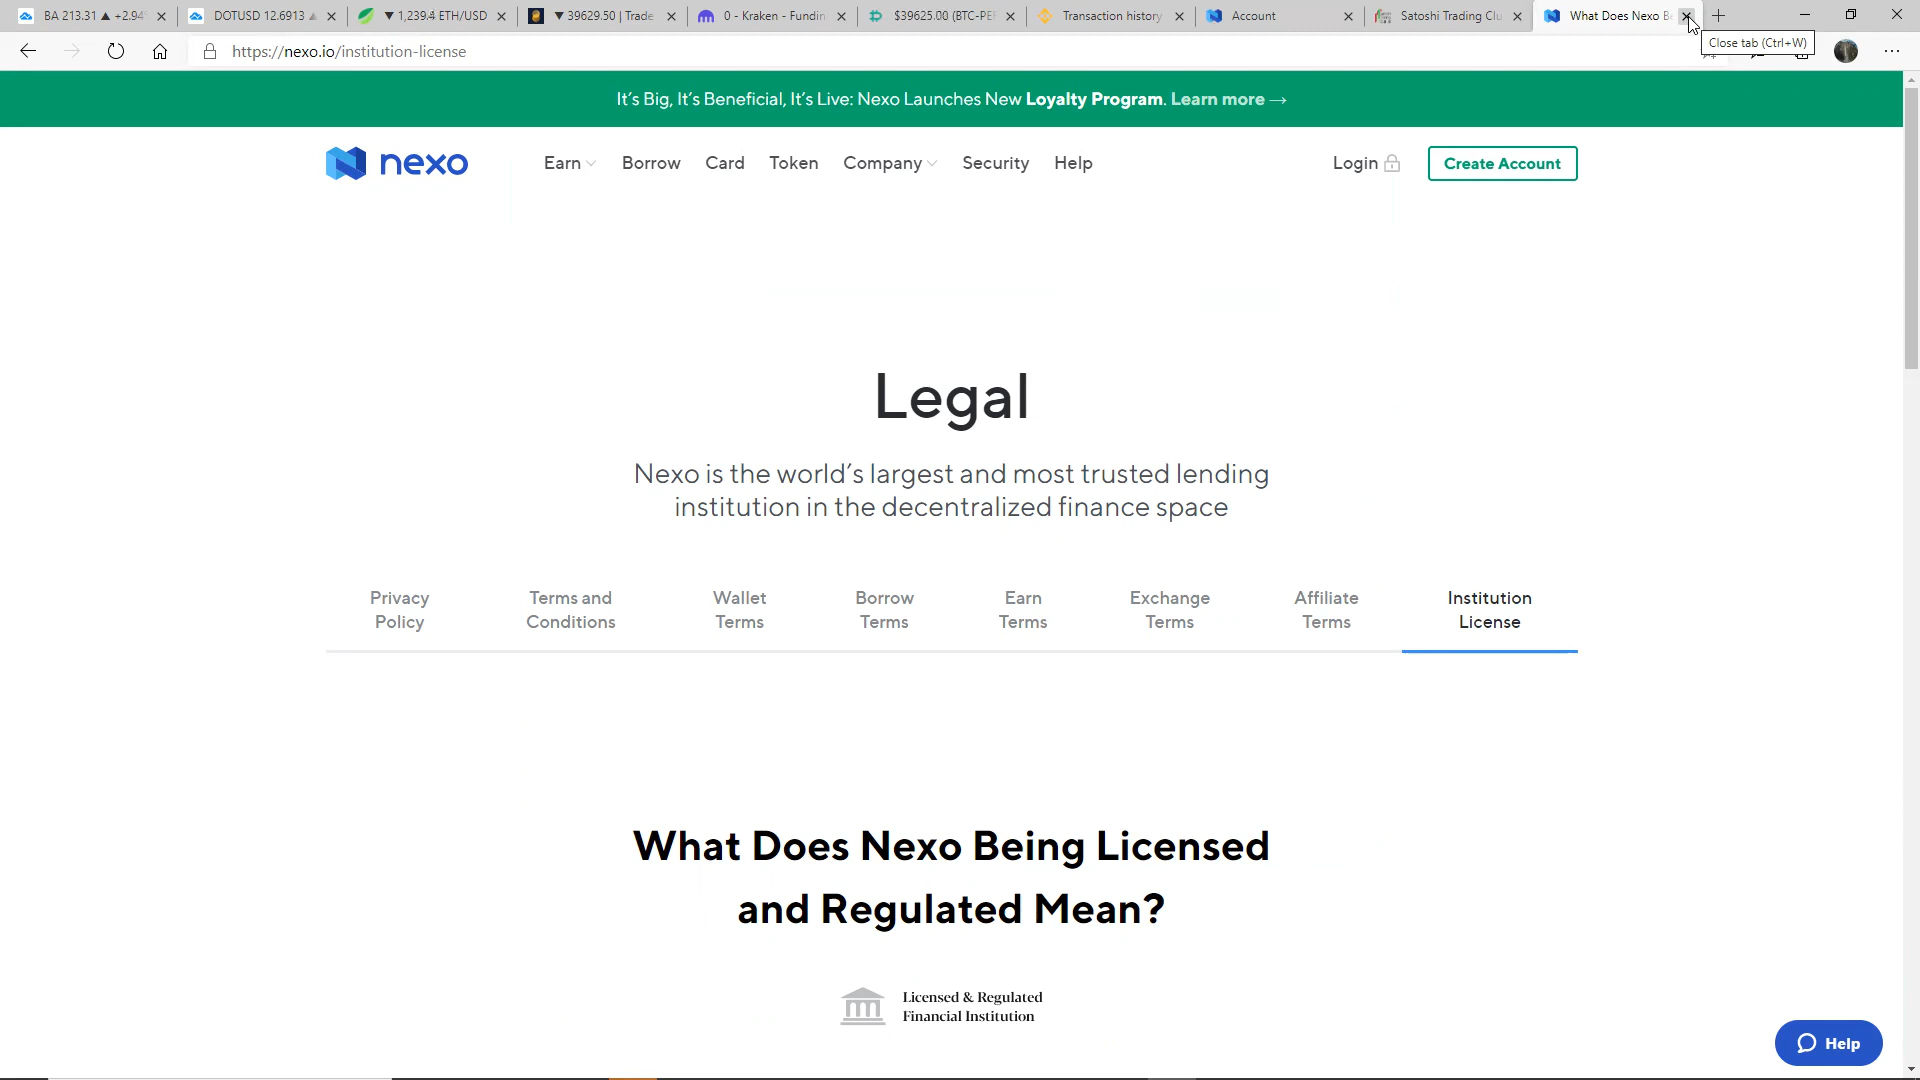 BA 213.31 ▲ +2.94
DOTUSD 12.6913 ▲
▼ 1,239.4 ETH/USD
▼ 39629.50 | Trade
0 - Kraken - Fundin
$39625.00 (BTC-PE
Transaction history
Account
Satoshi Trading Clu
What Does Nexo B
Close tab (Ctrl+W)
https://nexo.io/institution-license
It's Big, It's Beneficial, It's Live: Nexo Launches New Loyalty Program. Learn more →
nexo
Earn
Borrow
Card
Token
Company
Security
Help
Login
Create Account
Legal
Nexo is the world's largest and most trusted lending
institution in the decentralized finance space
Privacy
Policy
Terms and
Conditions
Wallet
Terms
Borrow
Terms
Earn
Terms
Exchange
Terms
Affiliate
Terms
Institution
License
What Does Nexo Being Licensed
and Regulated Mean?
Licensed & Regulated
Financial Institution
Help